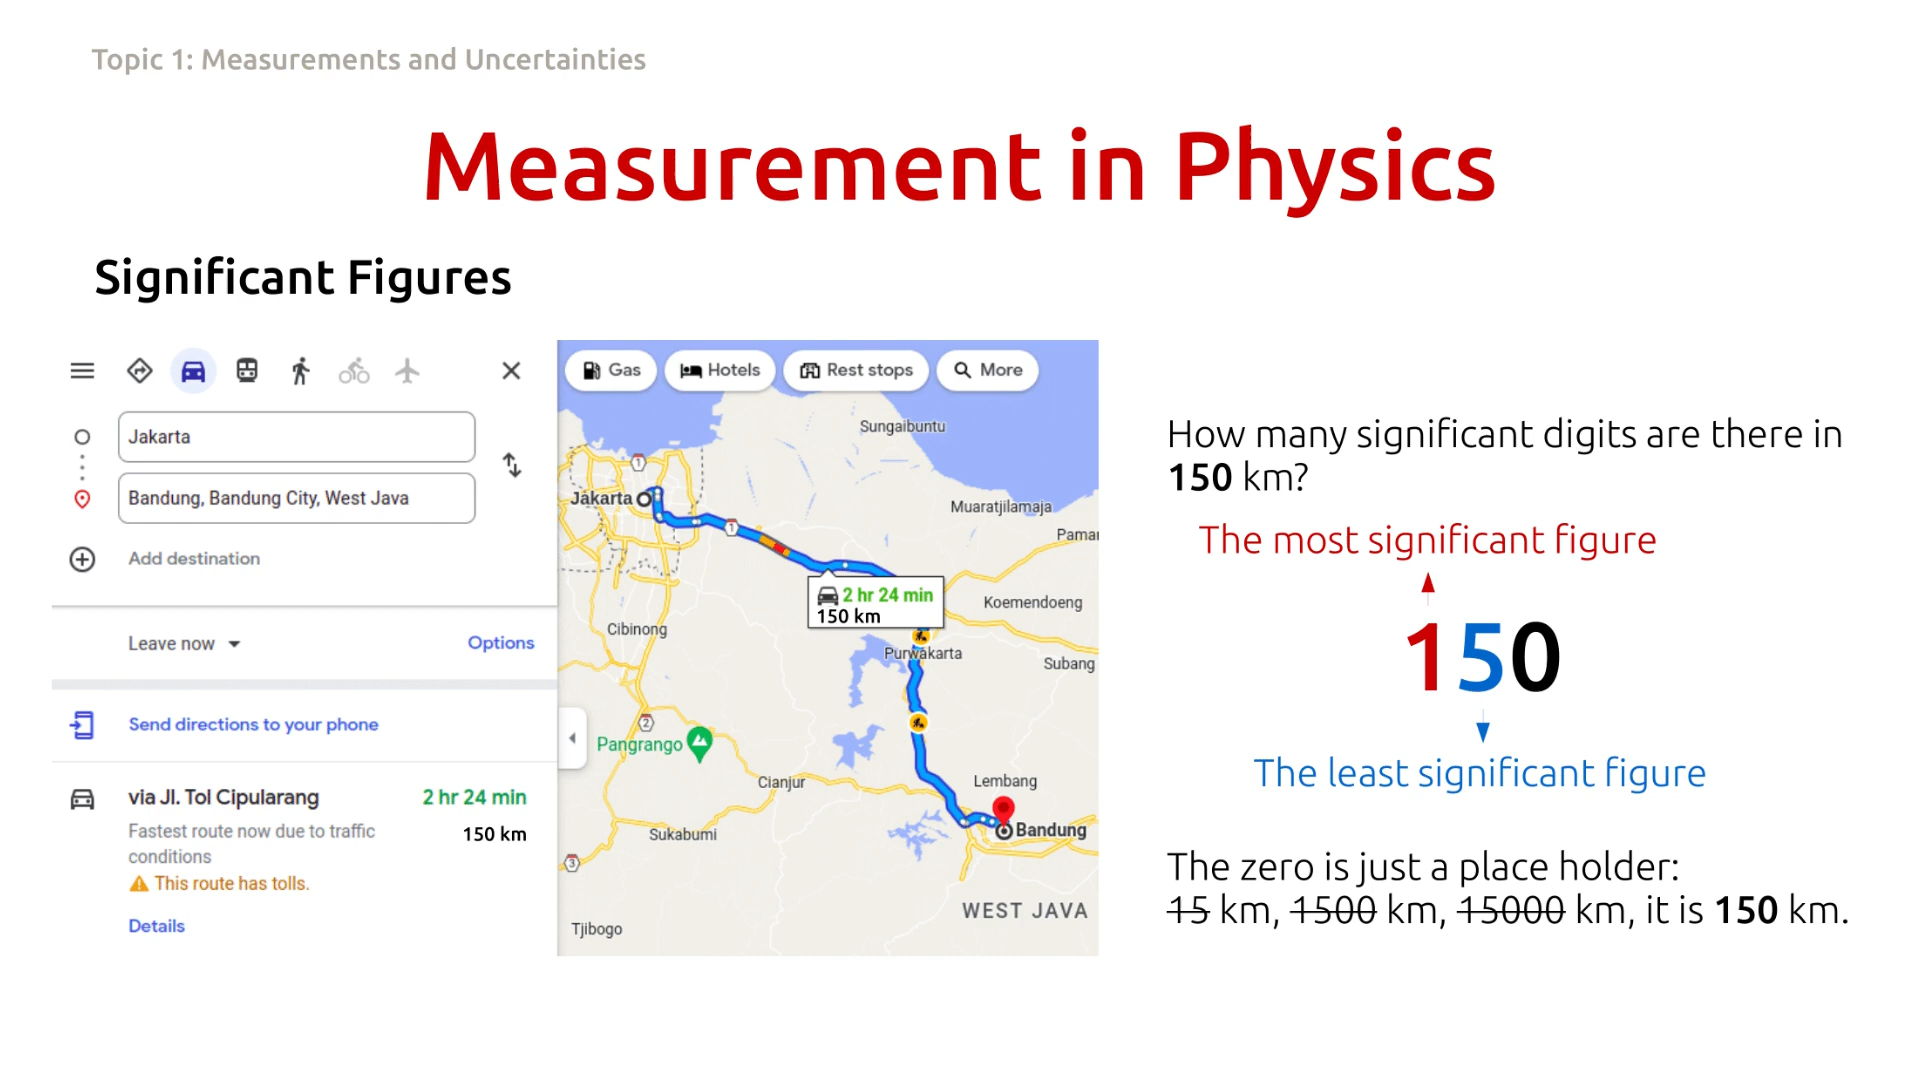 Topic 1: Measurements and Uncertainties
Measurement in Physics
Significant Figures
Jakarta
Bandung, Bandung City, West Java
Add destination
Leave now
Options
Send directions to your phone
via Jl. Tol Cipularang
2 hr 24 min
Fastest route now due to traffic
150 km
conditions
This route has tolls.
Details
Gas
Hotels
Rest stops
More
Sungaibuntu
1
Jakarta
Muaratjilamaja
1
Pamar
2 hr 24 min
150 km
Koemendoeng
Cibinong
Purwakarta
Subang
2
Pangrango
Cianjur
Lembang
Sukabumi
Bandung
3
WEST JAVA
Tjibogo
How many significant digits are there in
150 km?
The most significant figure
150
The least significant figure
The zero is just a place holder:
15 km, 1500 km, 15000 km, it is 150 km.